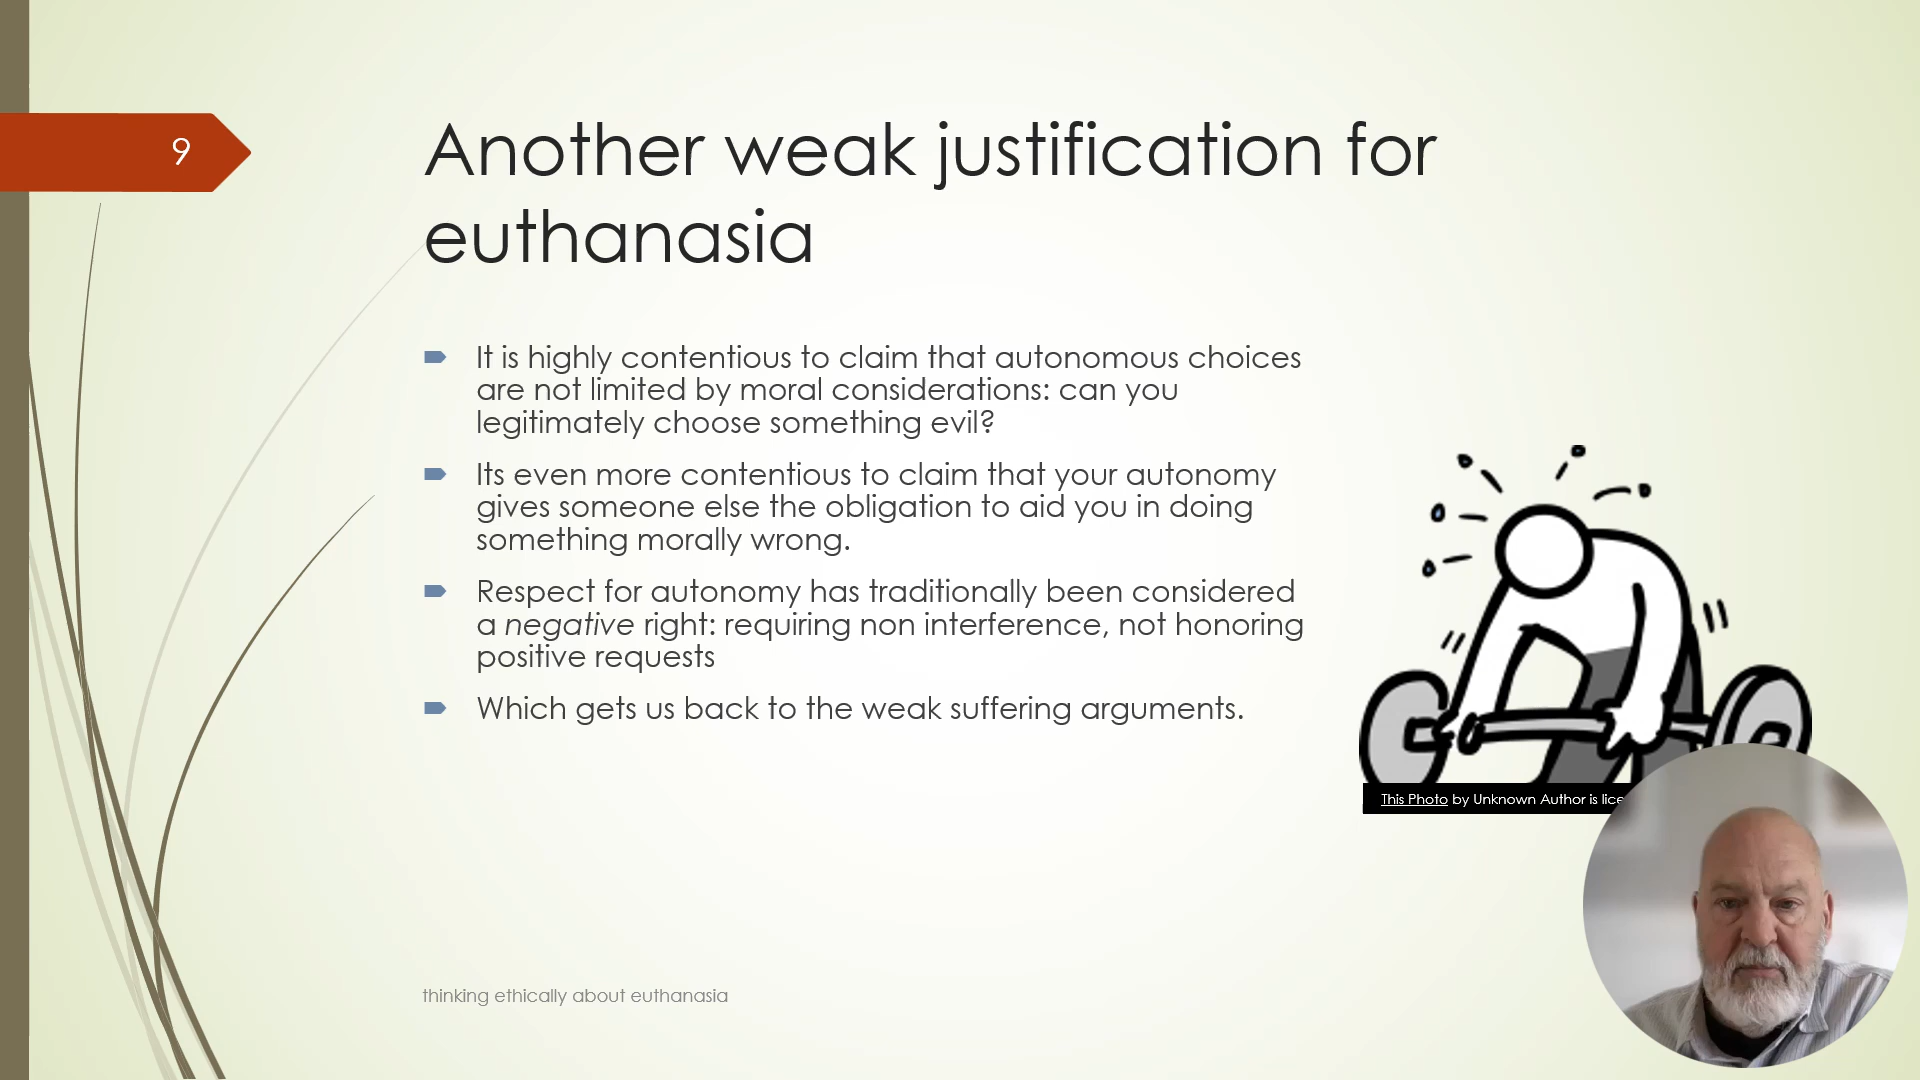 9
Another weak justification for
euthanasia
It is highly contentious to claim that autonomous choices
are not limited by moral considerations: can you
legitimately choose something evil?
Its even more contentious to claim that your autonomy
gives someone else the obligation to aid you in doing
something morally wrong.
Respect for autonomy has traditionally been considered
a negative right: requiring non interference, not honoring
positive requests
Which gets us back to the weak suffering arguments.
This Photo by Unknown Author is lice
thinking ethically about euthanasia